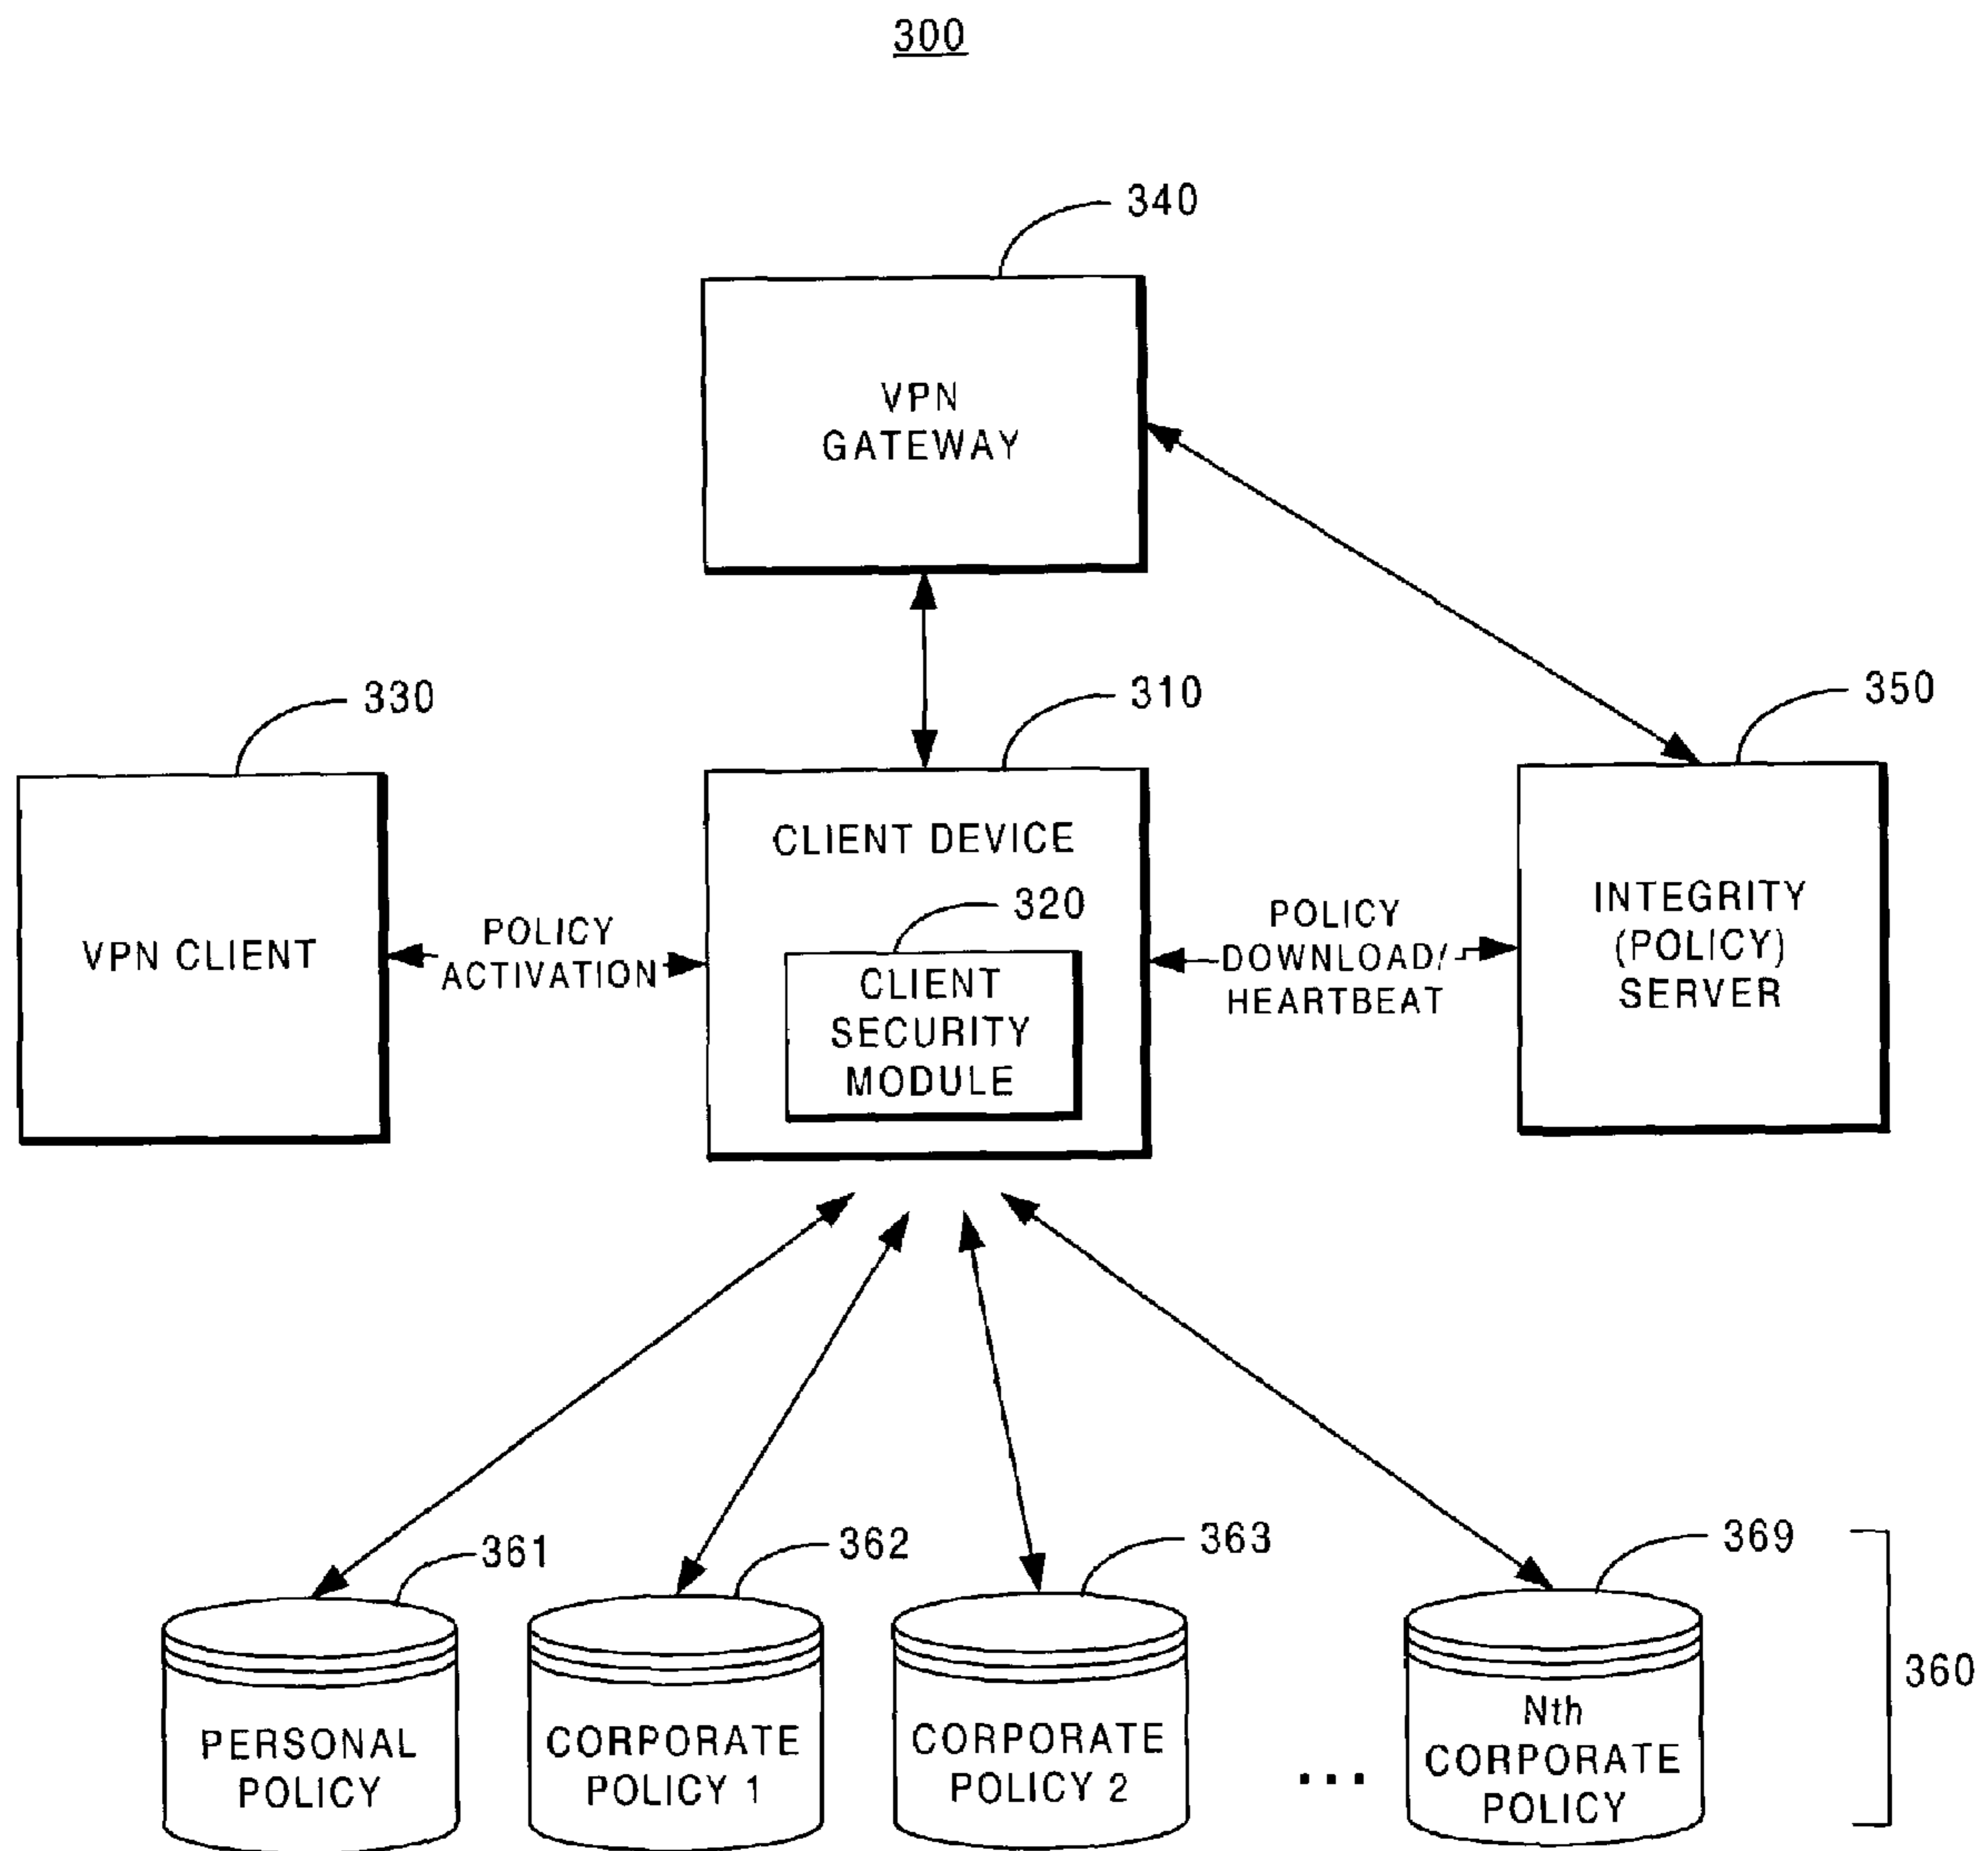 300
340
VPN
GATEWAY
330
310
350
VPN CLIENT
POLICY
ACTIVATION
CLIENT DEVICE
320
CLIENT
SECURITY
MODULE
POLICY
DOWNLOAD/
HEARTBEAT
INTEGRITY
(POLICY)
SERVER
361
362
363
369
360
PERSONAL
POLICY
CORPORATE
POLICY 1
CORPORATE
POLICY 2
...
Nth
CORPORATE
POLICY